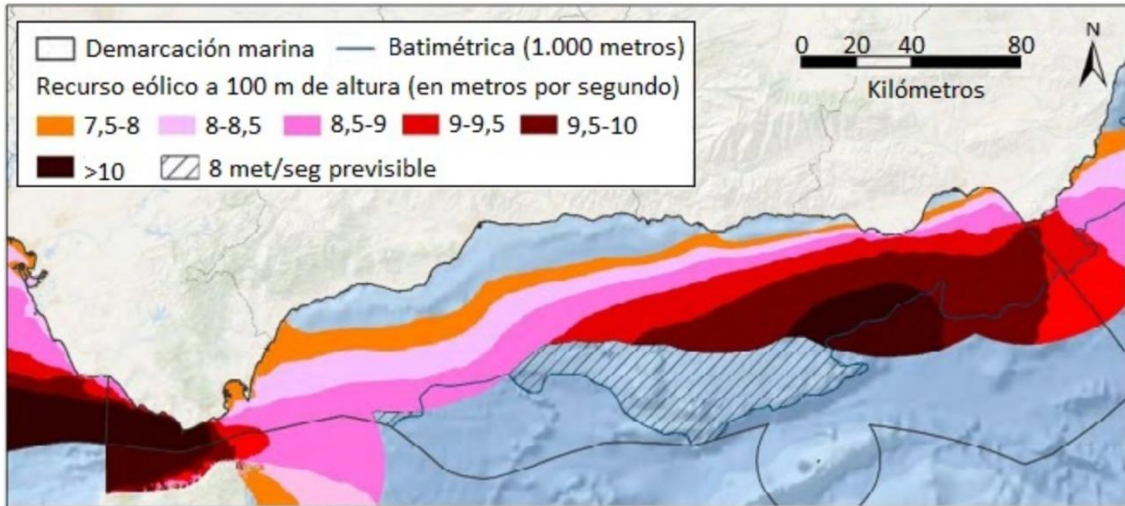 Demarcación marina
Batimétrica (1.000 metros)
Recurso eólico a 100 m de altura (en metros por segundo)
7,5-8
8-8,5
8,5-9
9-9,5
9,5-10
>10
8 met/seg previsible
0 20 40 80
Kilómetros
N